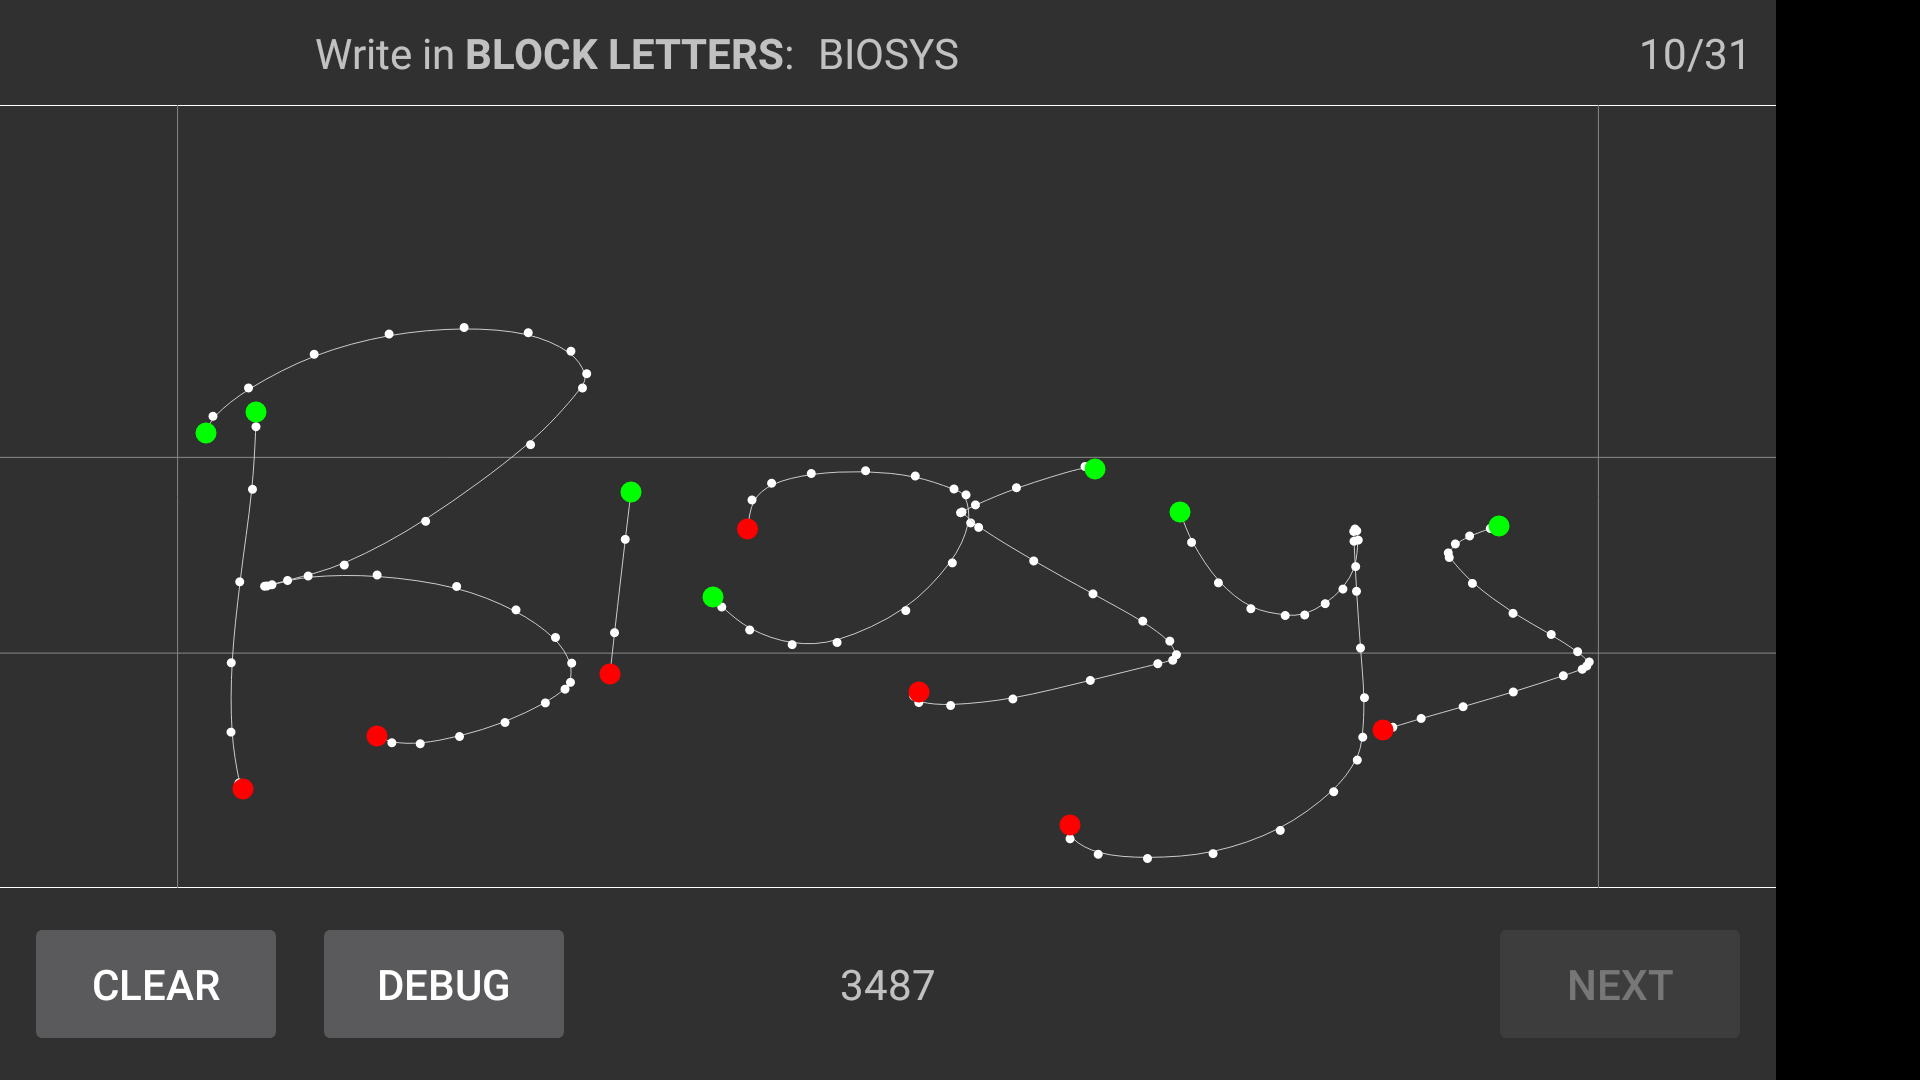 Write in BLOCK LETTERS: BIOSYS 10/31
BIOSyS
CLEAR DEBUG 3487 NEXT